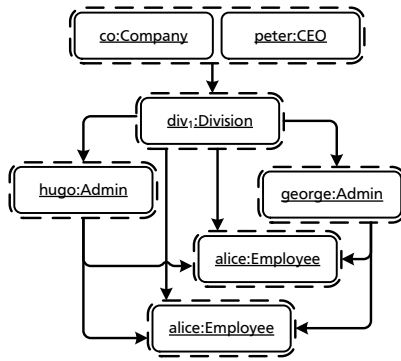 co:Company
peter:CEO
div₁:Division
hugo:Admin
george:Admin
alice:Employee
alice:Employee